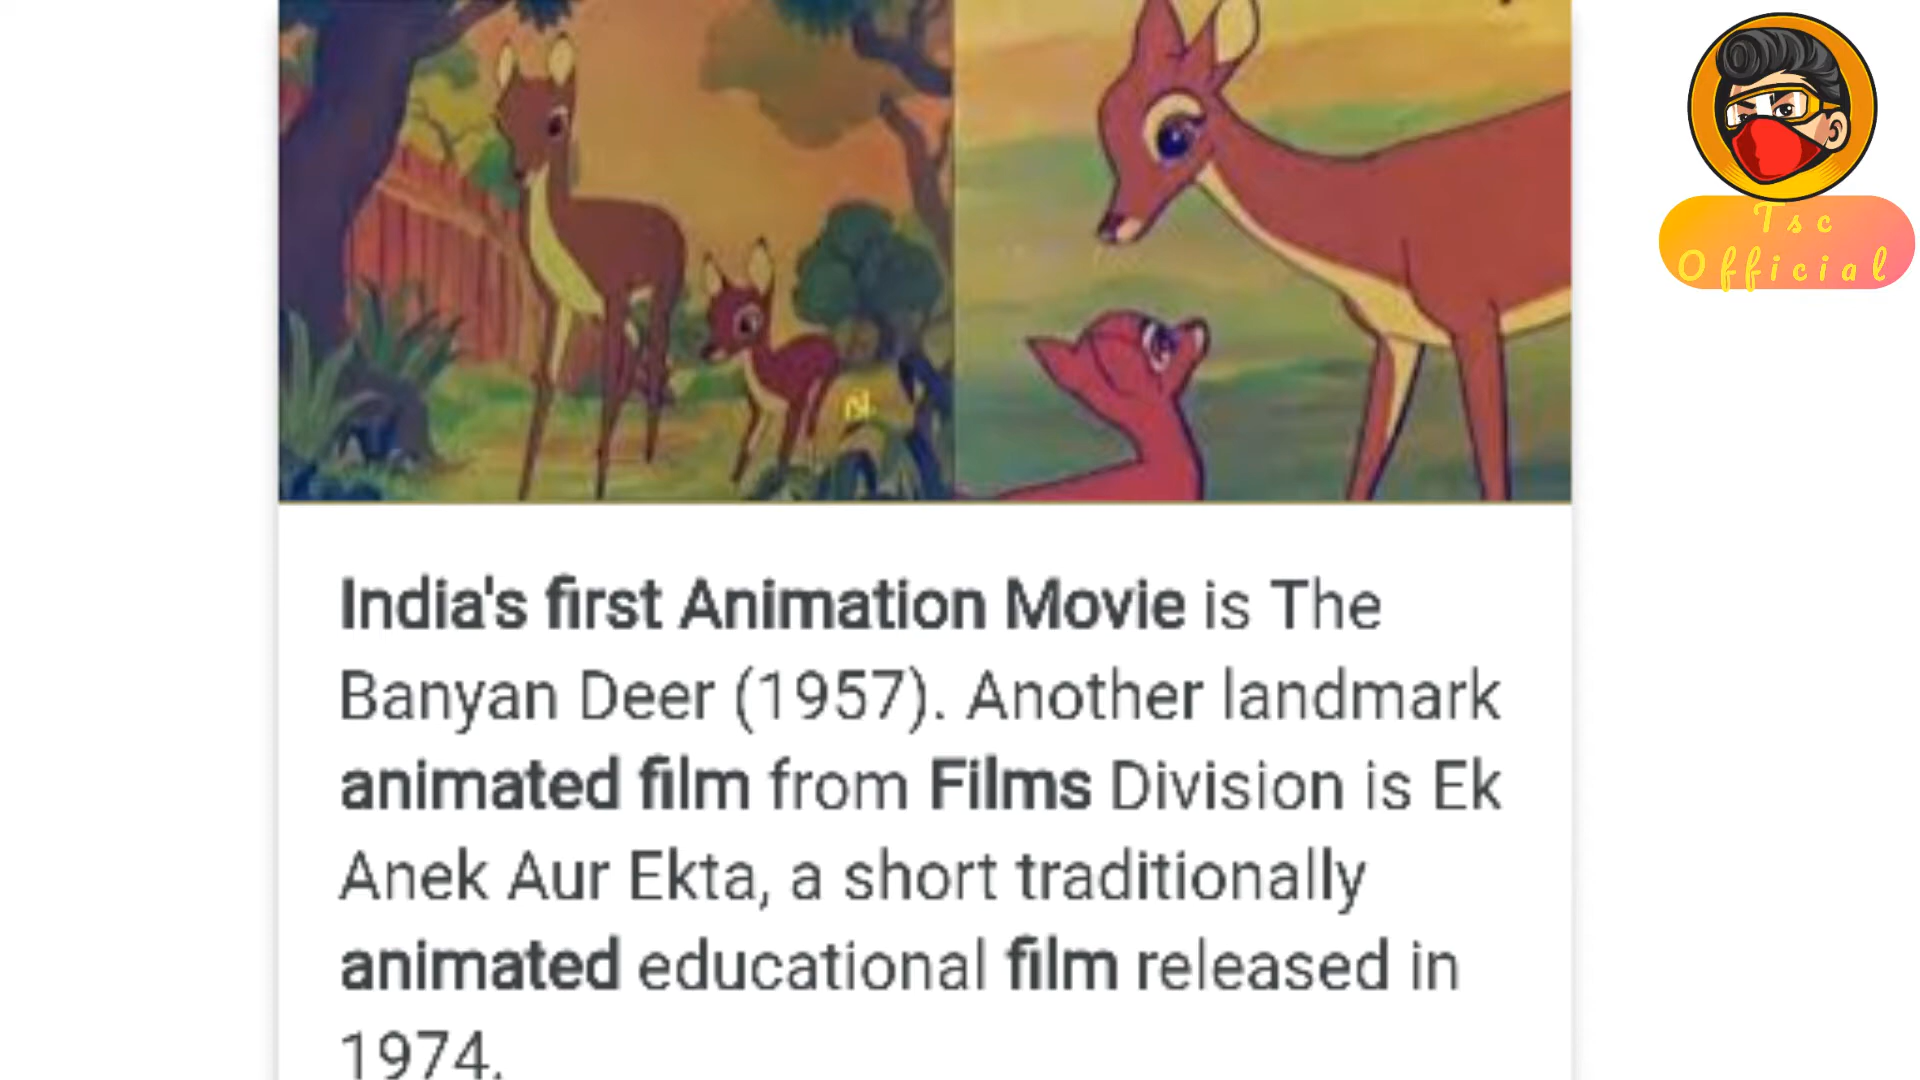 Tsc
Official
India's first Animation Movie is The
Banyan Deer (1957). Another landmark
animated film from Films Division is Ek
Anek Aur Ekta, a short traditionally
animated educational film released in
1974.